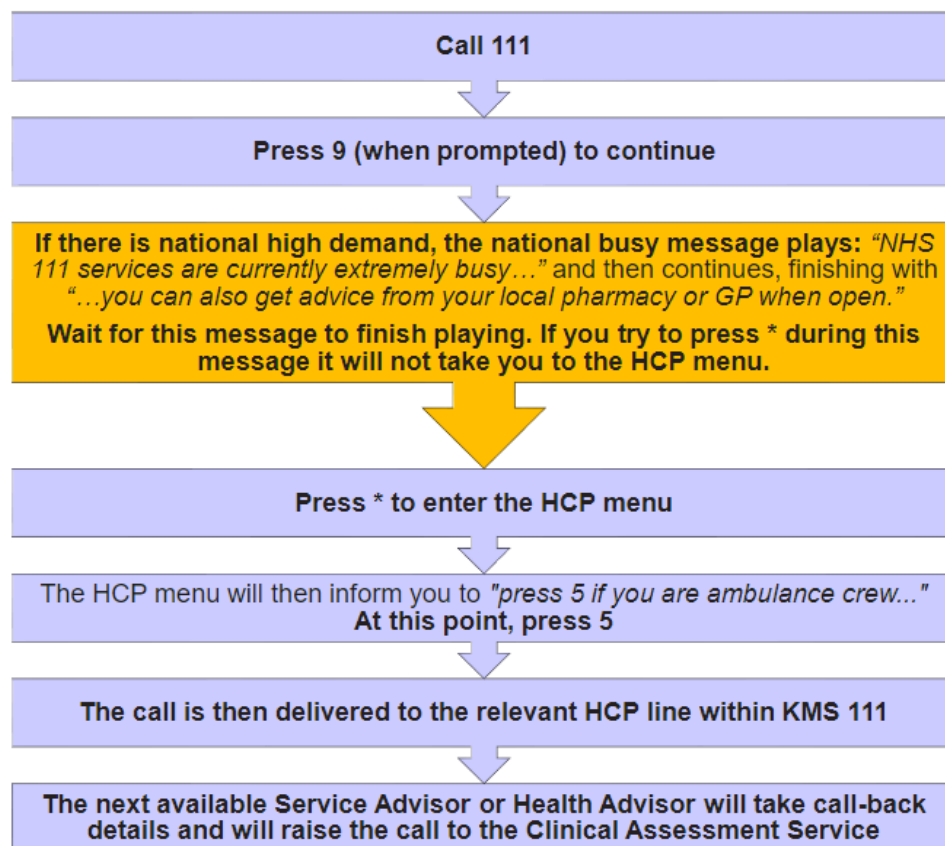 Call 111
Press 9 (when prompted) to continue
If there is national high demand, the national busy message plays: “NHS
111 services are currently extremely busy…” and then continues, finishing with
“…you can also get advice from your local pharmacy or GP when open.”
Wait for this message to finish playing. If you try to press * during this
message it will not take you to the HCP menu.
Press * to enter the HCP menu
The HCP menu will then inform you to "press 5 if you are ambulance crew..."
At this point, press 5
The call is then delivered to the relevant HCP line within KMS 111
The next available Service Advisor or Health Advisor will take call-back
details and will raise the call to the Clinical Assessment Service